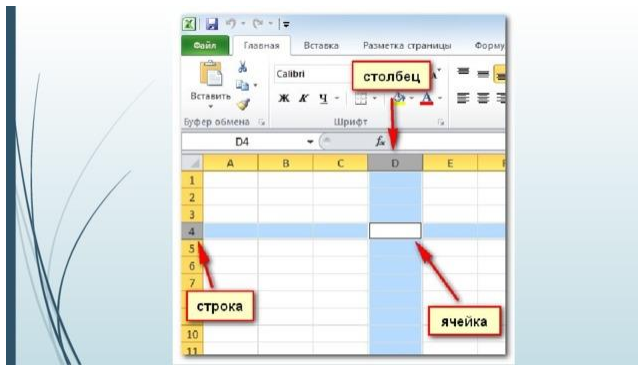 Файл Главная Вставка Разметка страницы Форму
столбец
Calibri
Вставить
Ж К Ч А
Буфер обмена Шрифт
D4 fx
A B C D E
1
2
3
4
5
6
7
строка
ячейка
10
11